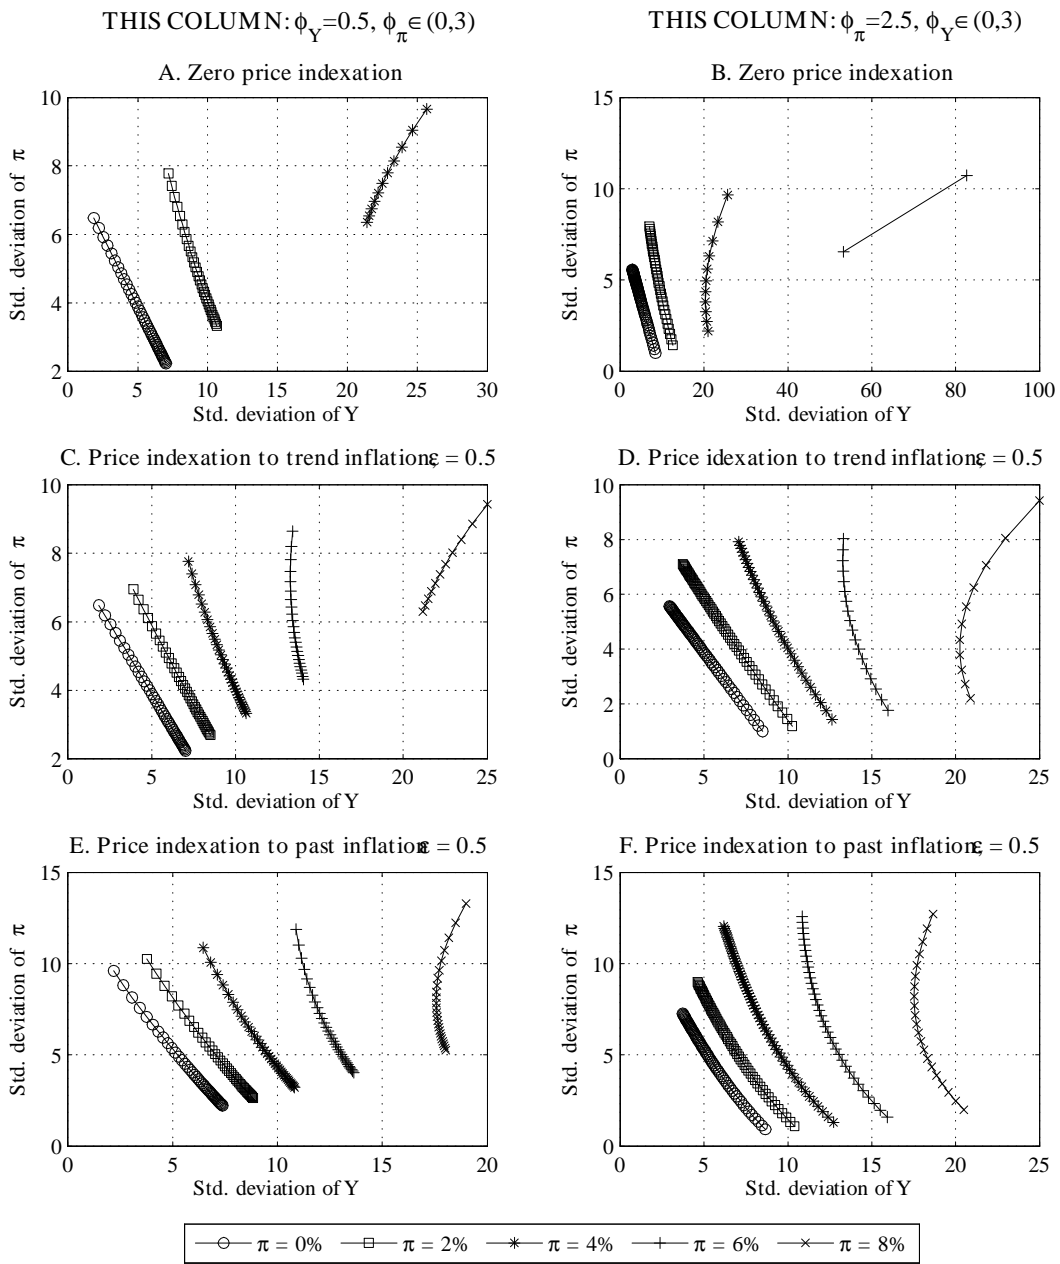 THIS COLUMN: ϕY=0.5, ϕπ∈(0,3)
THIS COLUMN: ϕπ=2.5, ϕY∈(0,3)
A. Zero price indexation
Std. deviation of π
10
8
6
4
2
0 5 10 15 20 25 30
Std. deviation of Y
B. Zero price indexation
Std. deviation of π
15
10
5
0
0 20 40 60 80 100
Std. deviation of Y
C. Price indexation to trend inflation, ε = 0.5
Std. deviation of π
10
8
6
4
2
0 5 10 15 20 25
Std. deviation of Y
D. Price idexation to trend inflation, ε = 0.5
Std. deviation of π
10
8
6
4
2
0
0 5 10 15 20 25
Std. deviation of Y
E. Price indexation to past inflation, ε = 0.5
Std. deviation of π
15
10
5
0
0 5 10 15 20
Std. deviation of Y
F. Price indexation to past inflation, ε = 0.5
Std. deviation of π
15
10
5
0
0 5 10 15 20 25
Std. deviation of Y
π = 0% π = 2% π = 4% π = 6% π = 8%